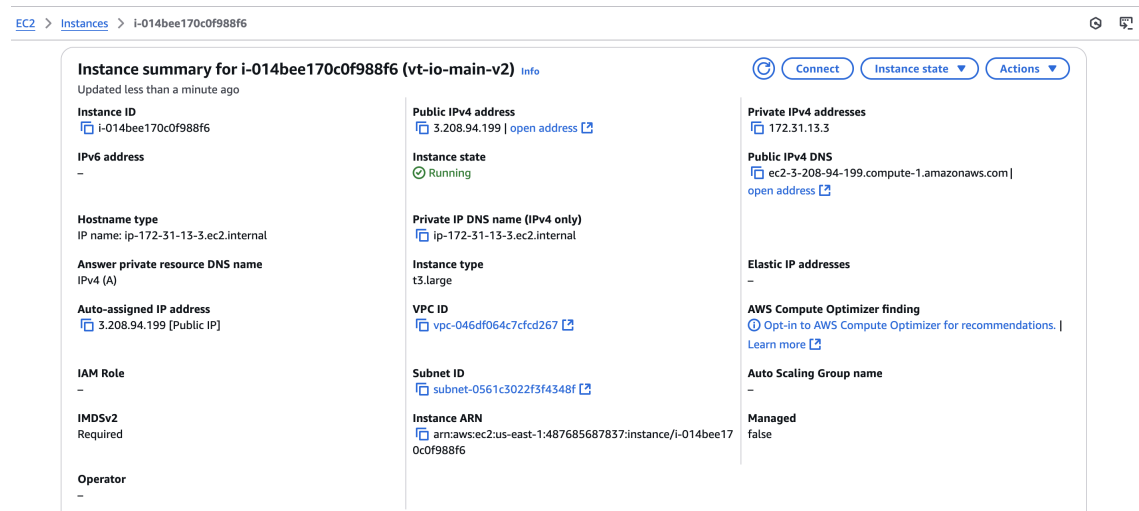 EC2 > Instances > i-014bee170c0f988f6
Instance summary for i-014bee170c0f988f6 (vt-io-main-v2) Info
Connect
Instance state
Actions
Updated less than a minute ago
Instance ID
i-014bee170c0f988f6
Public IPv4 address
3.208.94.199 | open address
Private IPv4 addresses
172.31.13.3
IPv6 address
–
Instance state
Running
Public IPv4 DNS
ec2-3-208-94-199.compute-1.amazonaws.com |
open address
Hostname type
IP name: ip-172-31-13-3.ec2.internal
Private IP DNS name (IPv4 only)
ip-172-31-13-3.ec2.internal
Answer private resource DNS name
IPv4 (A)
Instance type
t3.large
Elastic IP addresses
–
Auto-assigned IP address
3.208.94.199 [Public IP]
VPC ID
vpc-046df064c7cfcd267
AWS Compute Optimizer finding
Opt-in to AWS Compute Optimizer for recommendations. |
Learn more
IAM Role
–
Subnet ID
subnet-0561c3022f3f4348f
Auto Scaling Group name
–
IMDSv2
Required
Instance ARN
arn:aws:ec2:us-east-1:487685687837:instance/i-014bee17
0c0f988f6
Managed
false
Operator
–